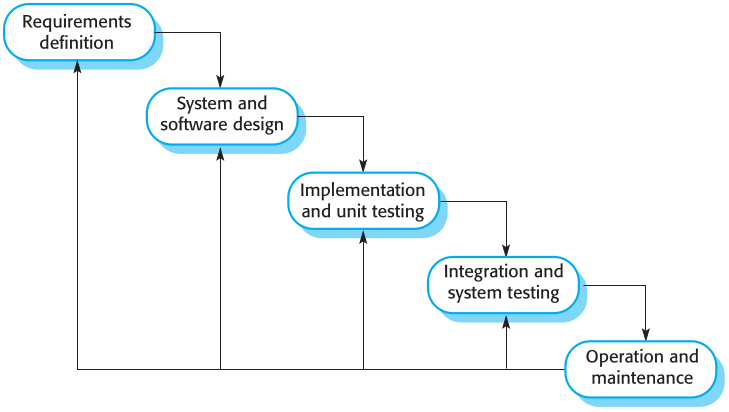 Requirements
definition
System and
software design
Implementation
and unit testing
Integration and
system testing
Operation and
maintenance